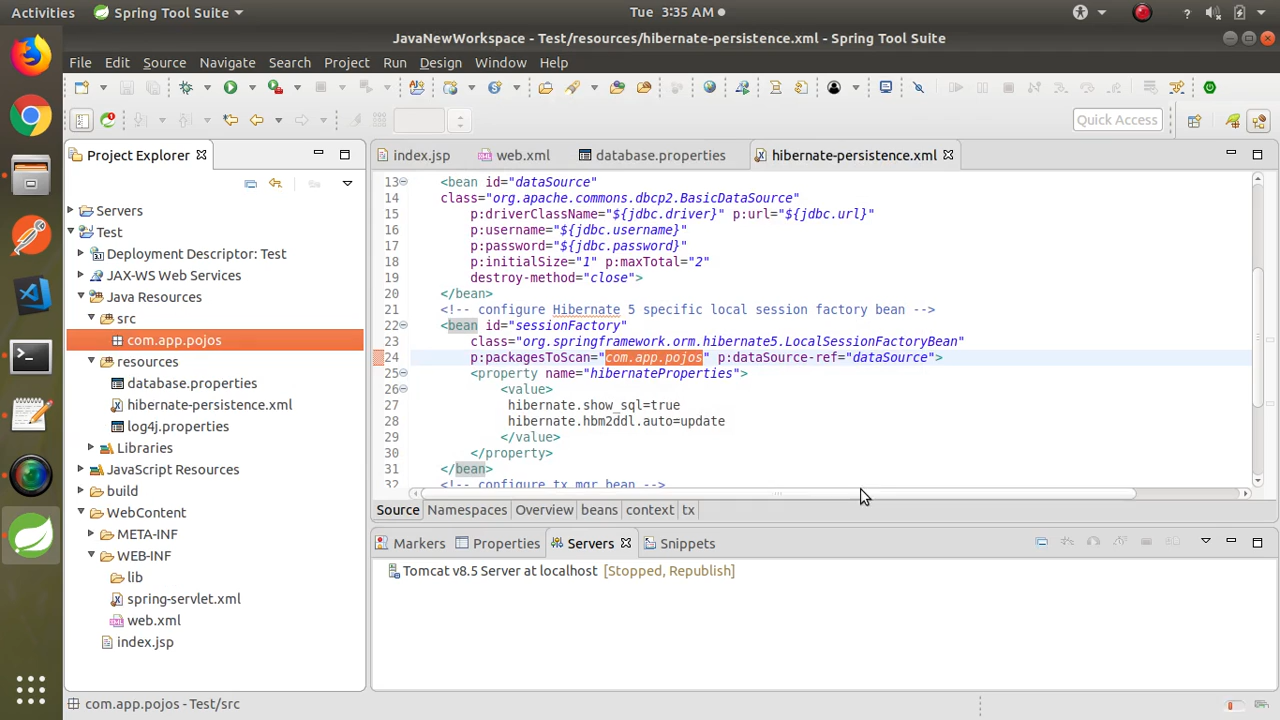 Activities
Spring Tool Suite
Tue 3:35 AM
JavaNewWorkspace - Test/resources/hibernate-persistence.xml - Spring Tool Suite
File Edit Source Navigate Search Project Run Design Window Help
Quick Access
Project Explorer
index.jsp
web.xml
database.properties
hibernate-persistence.xml
Servers
Test
Deployment Descriptor: Test
JAX-WS Web Services
Java Resources
src
com.app.pojos
resources
database.properties
hibernate-persistence.xml
log4j.properties
Libraries
JavaScript Resources
build
WebContent
META-INF
WEB-INF
lib
spring-servlet.xml
web.xml
index.jsp
13 <bean id="dataSource"
14 class="org.apache.commons.dbcp2.BasicDataSource"
15 p:driverClassName="${jdbc.driver}" p:url="${jdbc.url}"
16 p:username="${jdbc.username}"
17 p:password="${jdbc.password}"
18 p:initialSize="1" p:maxTotal="2"
19 destroy-method="close">
20 </bean>
21 <!-- configure Hibernate 5 specific local session factory bean -->
22 <bean id="sessionFactory"
23 class="org.springframework.orm.hibernate5.LocalSessionFactoryBean"
24 p:packagesToScan="com.app.pojos" p:dataSource-ref="dataSource">
25 <property name="hibernateProperties">
26 <value>
27 hibernate.show_sql=true
28 hibernate.hbm2ddl.auto=update
29 </value>
30 </property>
31 </bean>
32 <!-- configure tx mgr bean -->
Source Namespaces Overview beans context tx
Markers Properties Servers Snippets
Tomcat v8.5 Server at localhost [Stopped, Republish]
com.app.pojos - Test/src